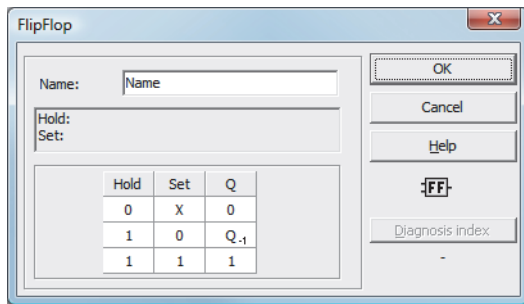 FlipFlop
Name: Name
Hold:
Set:
Hold Set Q
0 X 0
1 0 Q-1
1 1 1
OK
Cancel
Help
FF
Diagnosis index
-